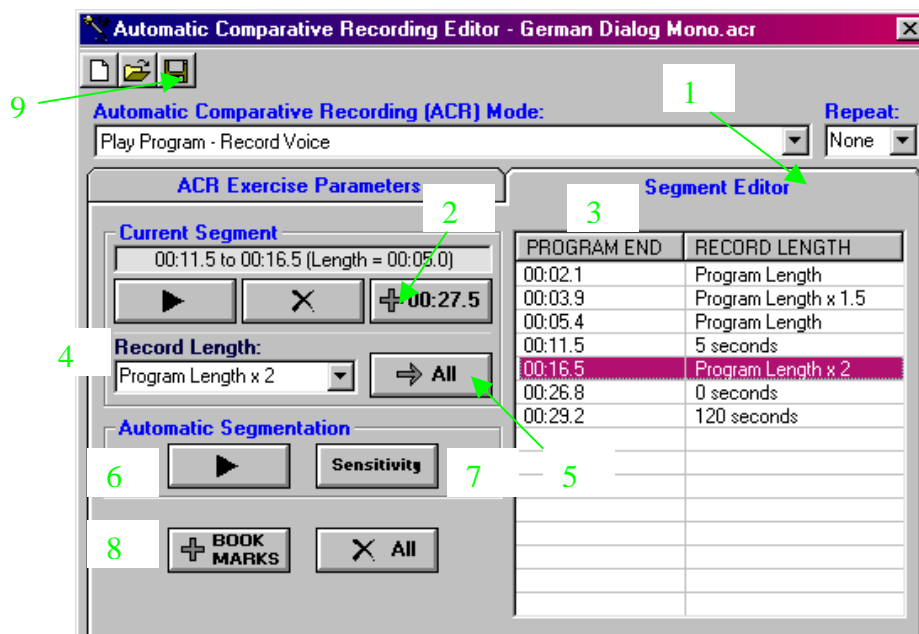 Automatic Comparative Recording Editor - German Dialog Mono.acr
9
1
Automatic Comparative Recording (ACR) Mode:
Repeat:
Play Program - Record Voice
None
ACR Exercise Parameters
Segment Editor
2
3
Current Segment
00:11.5 to 00:16.5 (Length = 00:05.0)
00:27.5
PROGRAM END RECORD LENGTH
00:02.1 Program Length
00:03.9 Program Length x 1.5
00:05.4 Program Length
00:11.5 5 seconds
00:16.5 Program Length x 2
00:26.8 0 seconds
00:29.2 120 seconds
4
Record Length:
Program Length x 2
All
Automatic Segmentation
6
Sensitivity
7
5
8
BOOK
MARKS
All